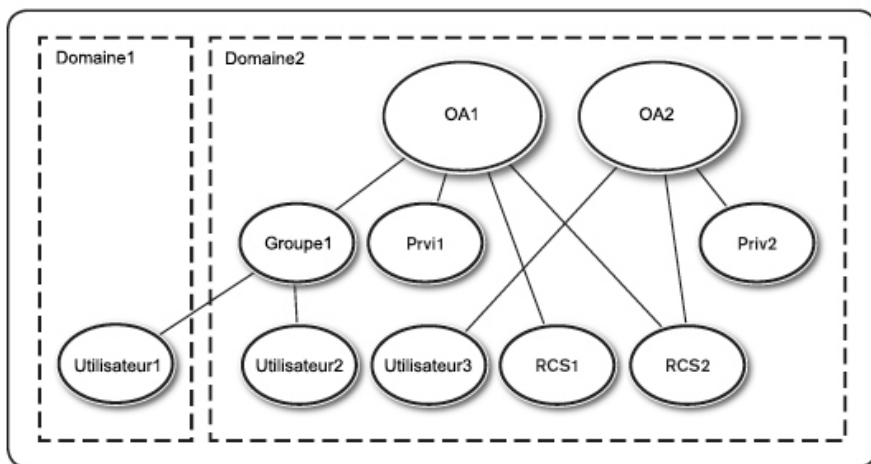 Domaine1
Domaine2
OA1
OA2
Groupe1
Prvi1
Priv2
Utilisateur1
Utilisateur2
Utilisateur3
RCS1
RCS2